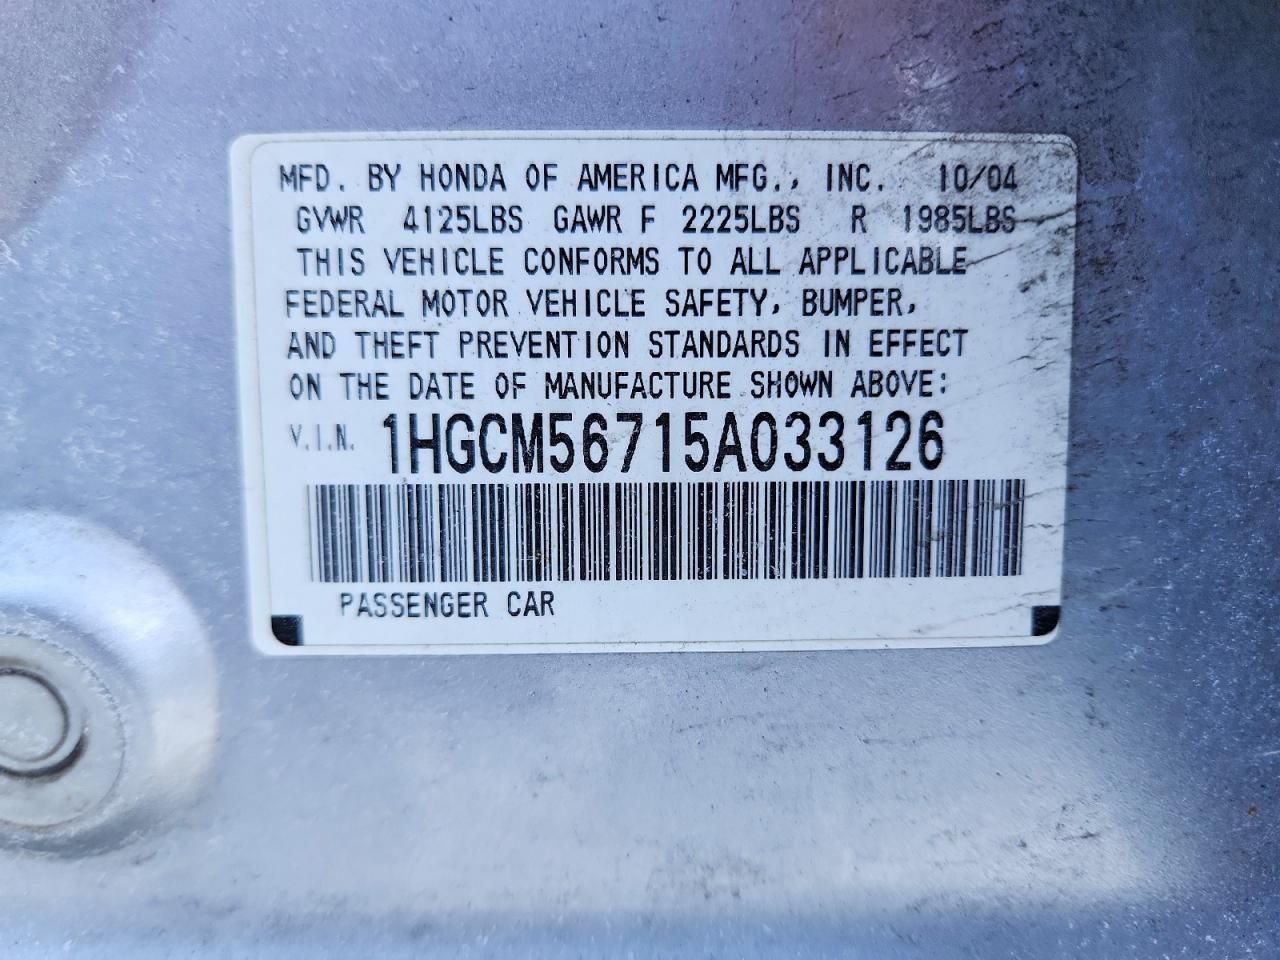 MFD. BY HONDA OF AMERICA MFG., INC. 10/04
GVWR 4125LBS GAWR F 2225LBS R 1985LBS
THIS VEHICLE CONFORMS TO ALL APPLICABLE
FEDERAL MOTOR VEHICLE SAFETY, BUMPER,
AND THEFT PREVENTION STANDARDS IN EFFECT
ON THE DATE OF MANUFACTURE SHOWN ABOVE:
V.I.N. 1HGCM56715A033126
PASSENGER CAR